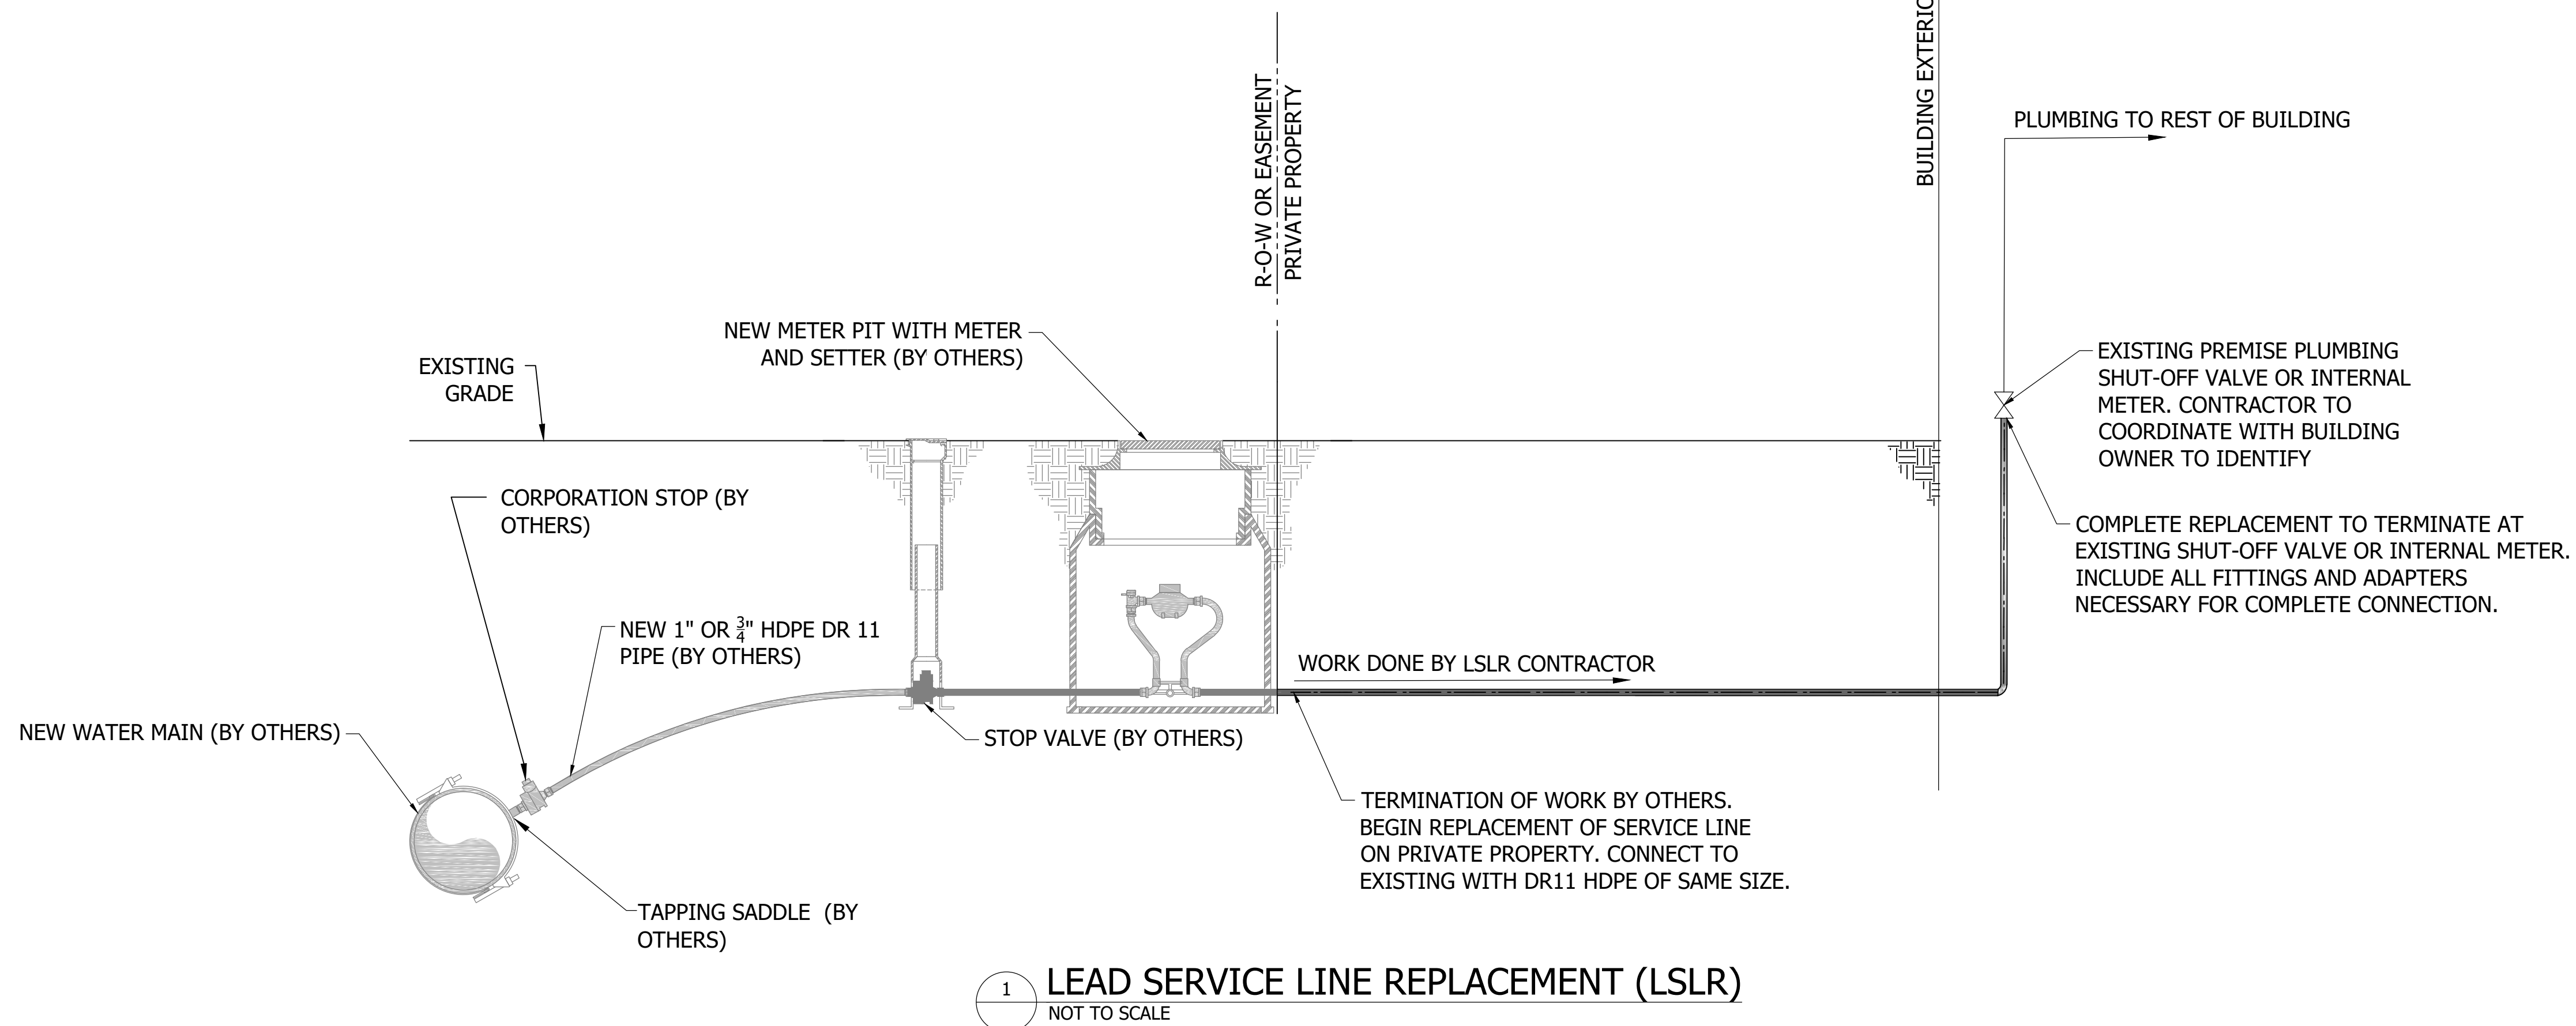 BUILDING EXTERIO
R-O-W OR EASEMENT
PRIVATE PROPERTY
PLUMBING TO REST OF BUILDING
NEW METER PIT WITH METER
AND SETTER (BY OTHERS)
EXISTING
GRADE
EXISTING PREMISE PLUMBING
SHUT-OFF VALVE OR INTERNAL
METER. CONTRACTOR TO
COORDINATE WITH BUILDING
OWNER TO IDENTIFY
CORPORATION STOP (BY
OTHERS)
COMPLETE REPLACEMENT TO TERMINATE AT
EXISTING SHUT-OFF VALVE OR INTERNAL METER.
INCLUDE ALL FITTINGS AND ADAPTERS
NECESSARY FOR COMPLETE CONNECTION.
NEW 1" OR 3/4" HDPE DR 11
PIPE (BY OTHERS)
WORK DONE BY LSLR CONTRACTOR
NEW WATER MAIN (BY OTHERS)
STOP VALVE (BY OTHERS)
TERMINATION OF WORK BY OTHERS.
BEGIN REPLACEMENT OF SERVICE LINE
ON PRIVATE PROPERTY. CONNECT TO
EXISTING WITH DR11 HDPE OF SAME SIZE.
TAPPING SADDLE (BY
OTHERS)
1
LEAD SERVICE LINE REPLACEMENT (LSLR)
NOT TO SCALE